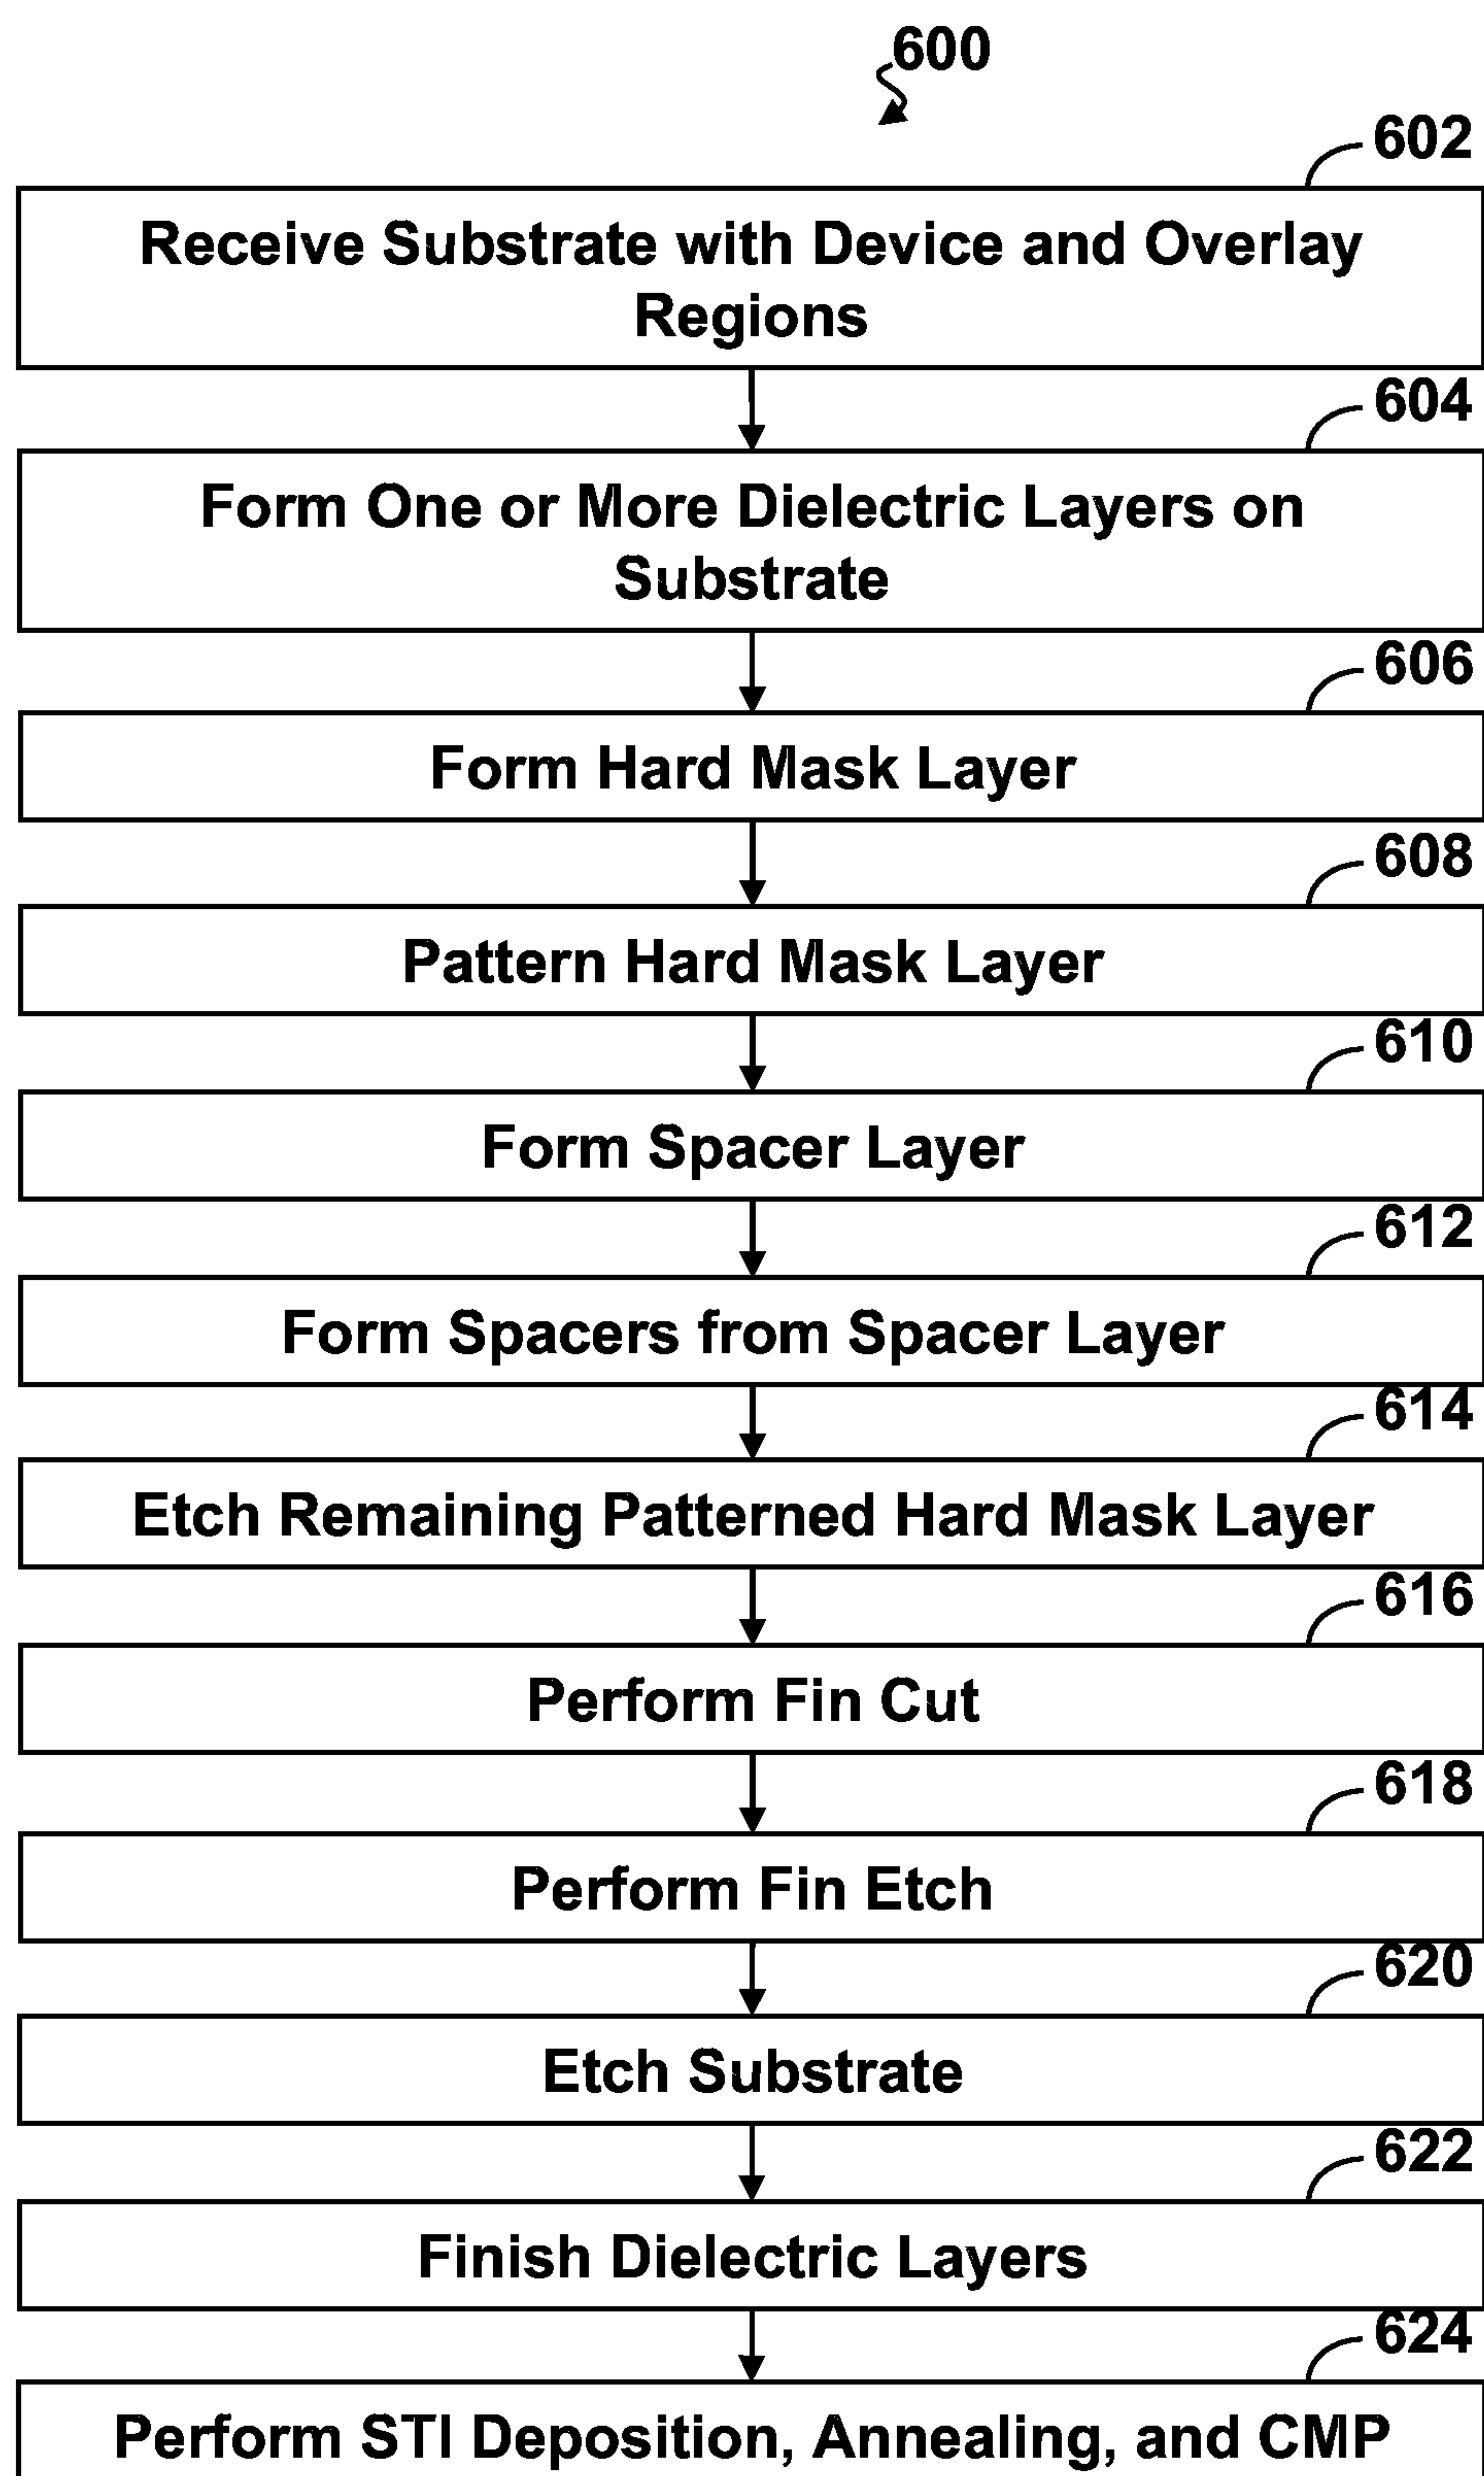 600
602
Receive Substrate with Device and Overlay
Regions
604
Form One or More Dielectric Layers on
Substrate
606
Form Hard Mask Layer
608
Pattern Hard Mask Layer
610
Form Spacer Layer
612
Form Spacers from Spacer Layer
614
Etch Remaining Patterned Hard Mask Layer
616
Perform Fin Cut
618
Perform Fin Etch
620
Etch Substrate
622
Finish Dielectric Layers
624
Perform STI Deposition, Annealing, and CMP